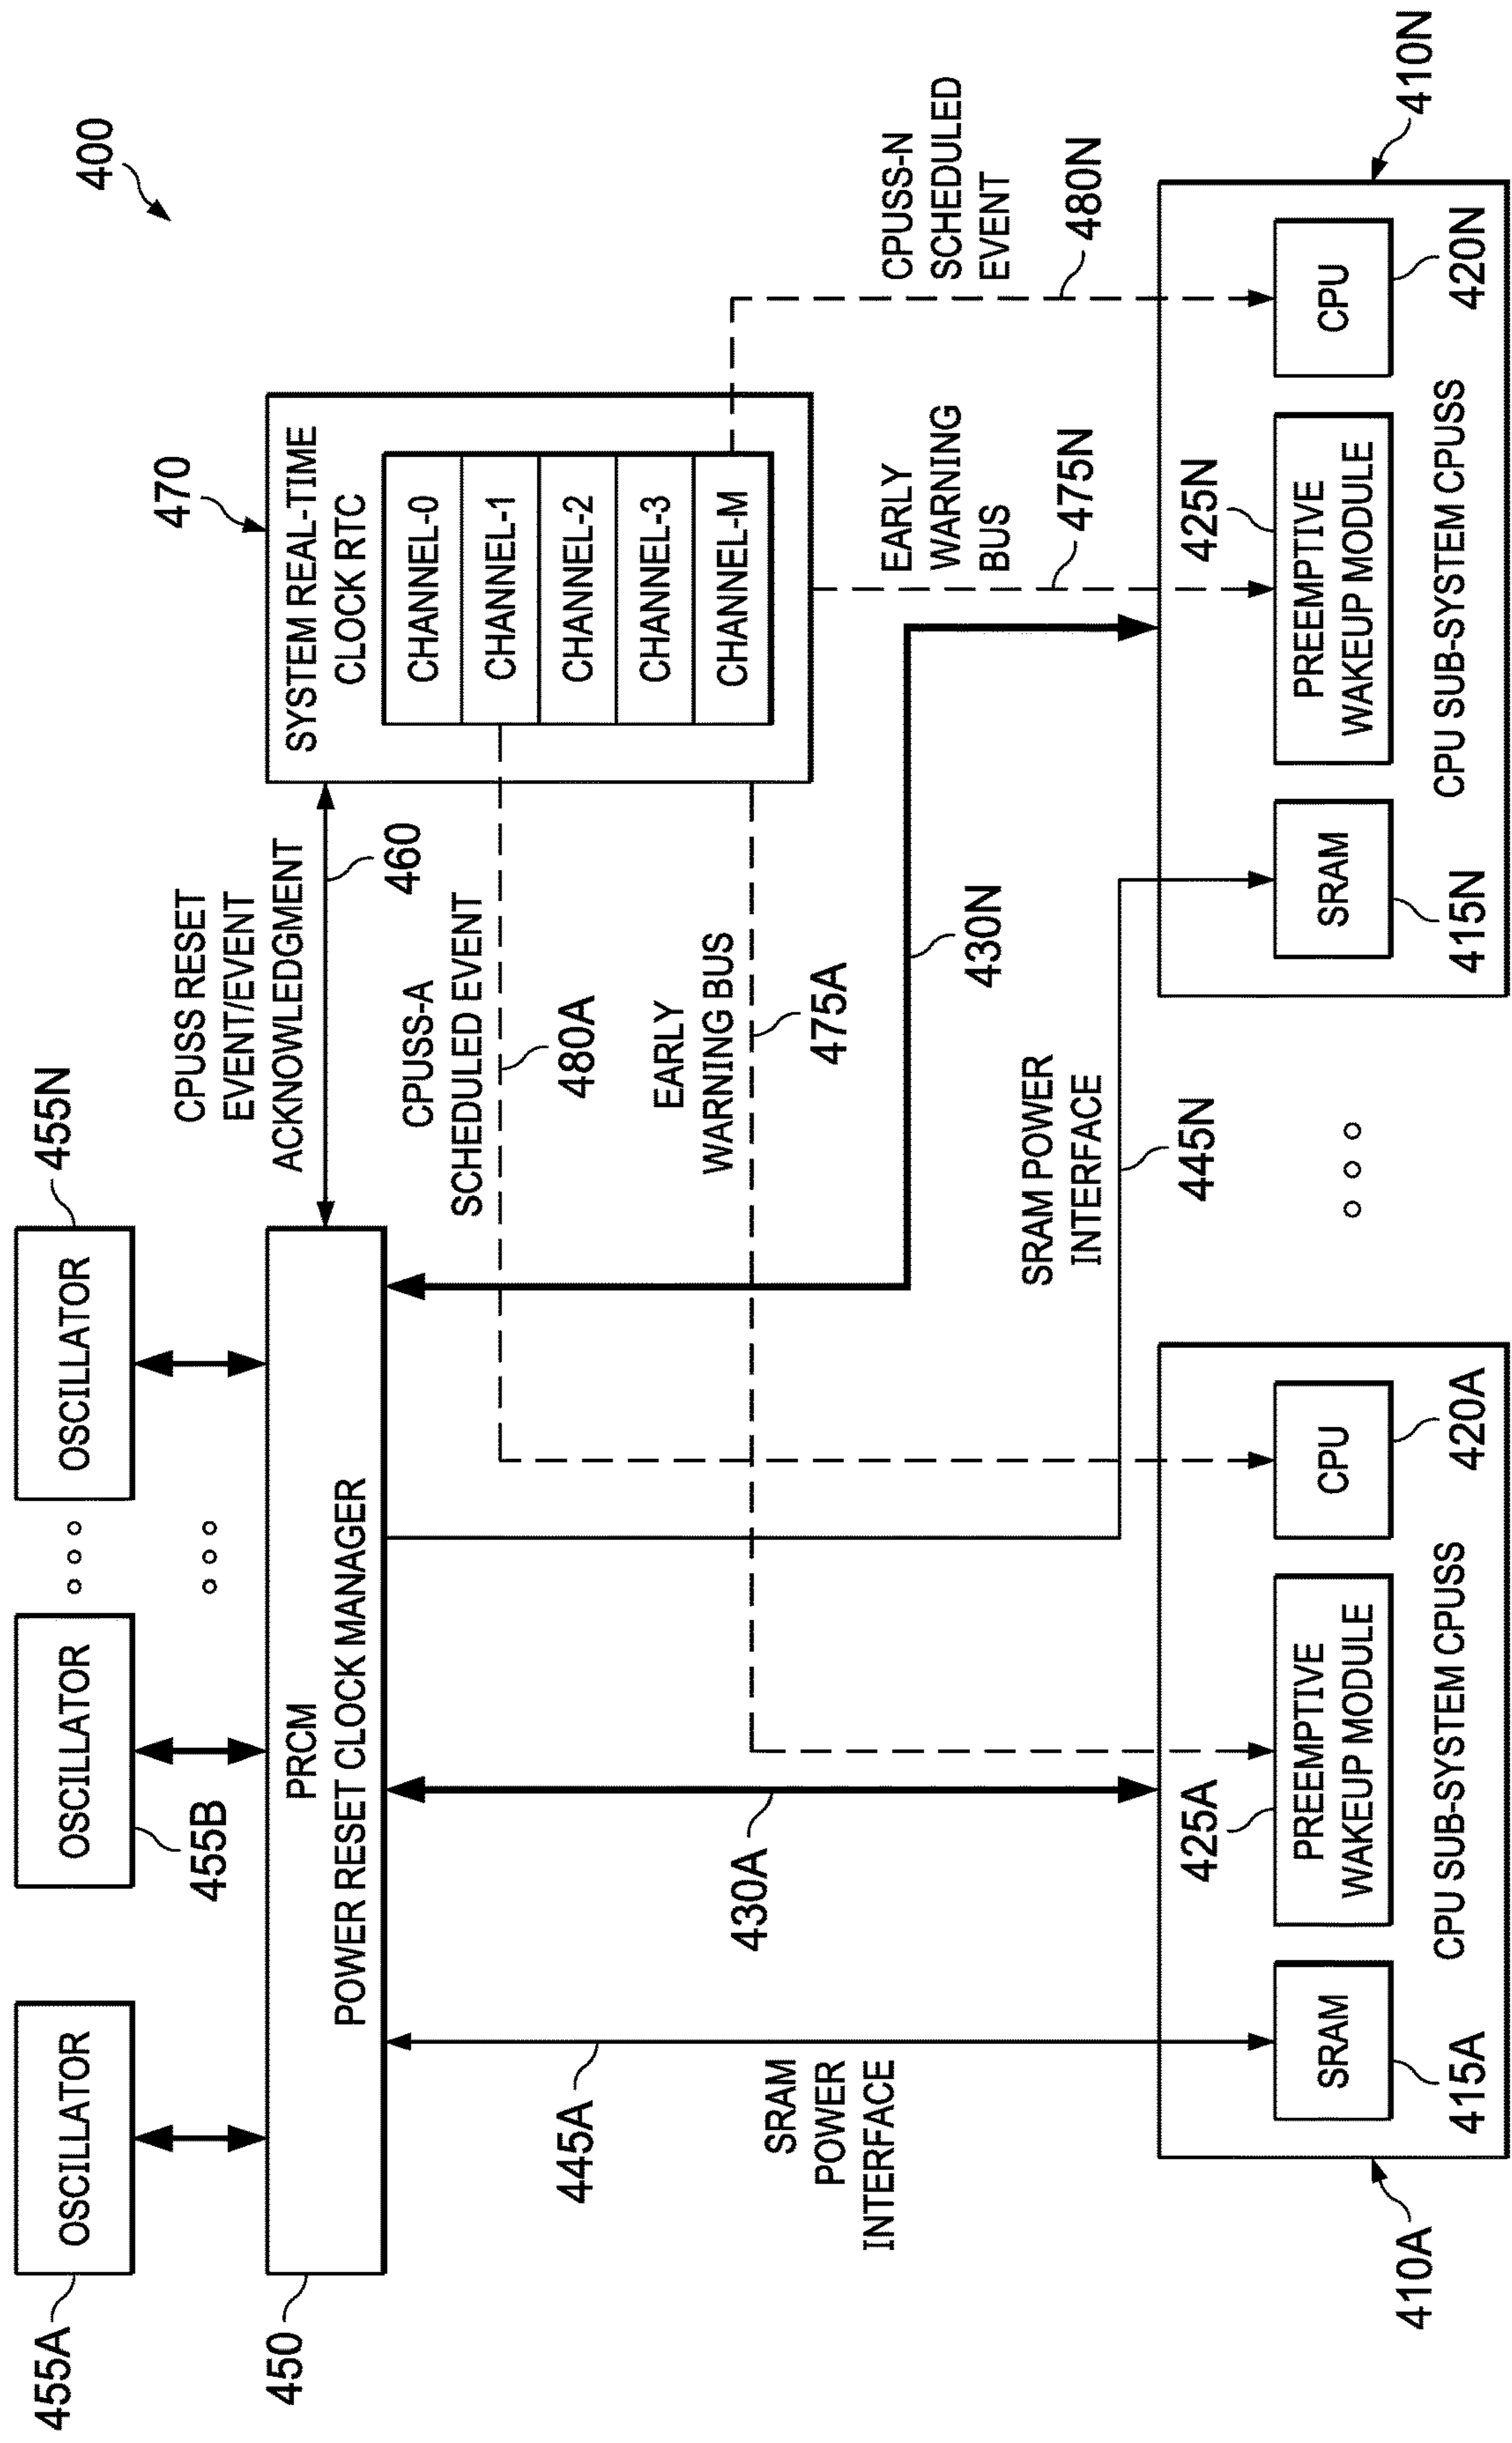 400
455A
OSCILLATOR
455B
OSCILLATOR
455N
OSCILLATOR
450
PRCM
POWER RESET CLOCK MANAGER
CPUSS RESET
EVENT/EVENT
ACKNOWLEDGMENT
460
470
SYSTEM REAL-TIME
CLOCK RTC
CHANNEL-0
CHANNEL-1
CHANNEL-2
CHANNEL-3
CHANNEL-M
CPUSS-A
SCHEDULED EVENT
480A
EARLY
WARNING BUS
475A
445A
SRAM
POWER
INTERFACE
430A
430N
SRAM POWER
INTERFACE
445N
EARLY
WARNING
BUS
475N
CPUSS-N
SCHEDULED
EVENT
480N
410A
SRAM
415A
425A
PREEMPTIVE
WAKEUP MODULE
CPU
420A
CPU SUB-SYSTEM CPUSS
SRAM
415N
425N
PREEMPTIVE
WAKEUP MODULE
CPU
420N
CPU SUB-SYSTEM CPUSS
410N